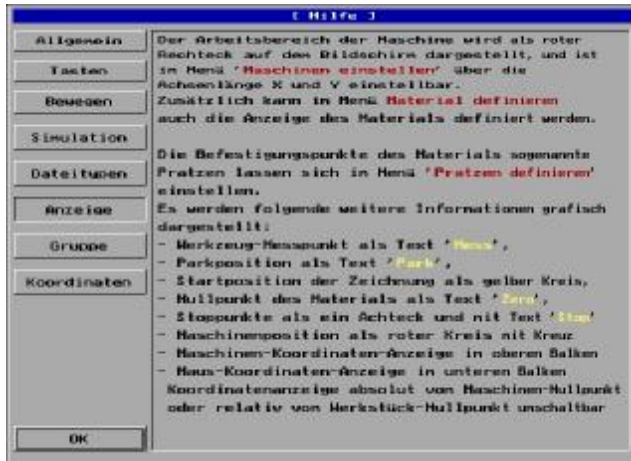 [ Hilfe ]
Allgemein
Tasten
Bewegen
Simulation
Dateitypen
Anzeige
Gruppe
Koordinaten
OK
Der Arbeitsbereich der Maschine wird als roter
Rechteck auf dem Bildschirm dargestellt, und ist
im Menü 'Maschinen einstellen' über die
Achsenlänge X und Y einstellbar.
Zusätzlich kann im Menü Material definieren
auch die Anzeige des Materials definiert werden.
Die Befestigungspunkte des Materials sogenannte
Pratzen lassen sich im Menü 'Pratzen definieren'
einstellen.
Es werden folgende weitere Informationen grafisch
dargestellt:
- Werkzeug-Messpunkt als Text 'Mess',
- Parkposition als Text 'Park',
- Startposition der Zeichnung als gelber Kreis,
- Nullpunkt des Materials als Text 'Zero',
- Stoppunkte als ein Achteck und mit Text 'Stop'
- Maschinenposition als roter Kreis mit Kreuz
- Maschinen-Koordinaten-Anzeige im oberen Balken
- Maus-Koordinaten-Anzeige im unteren Balken
Koordinatenanzeige absolut vom Maschinen-Nullpunkt
oder relativ vom Werkstück-Nullpunkt umschaltbar